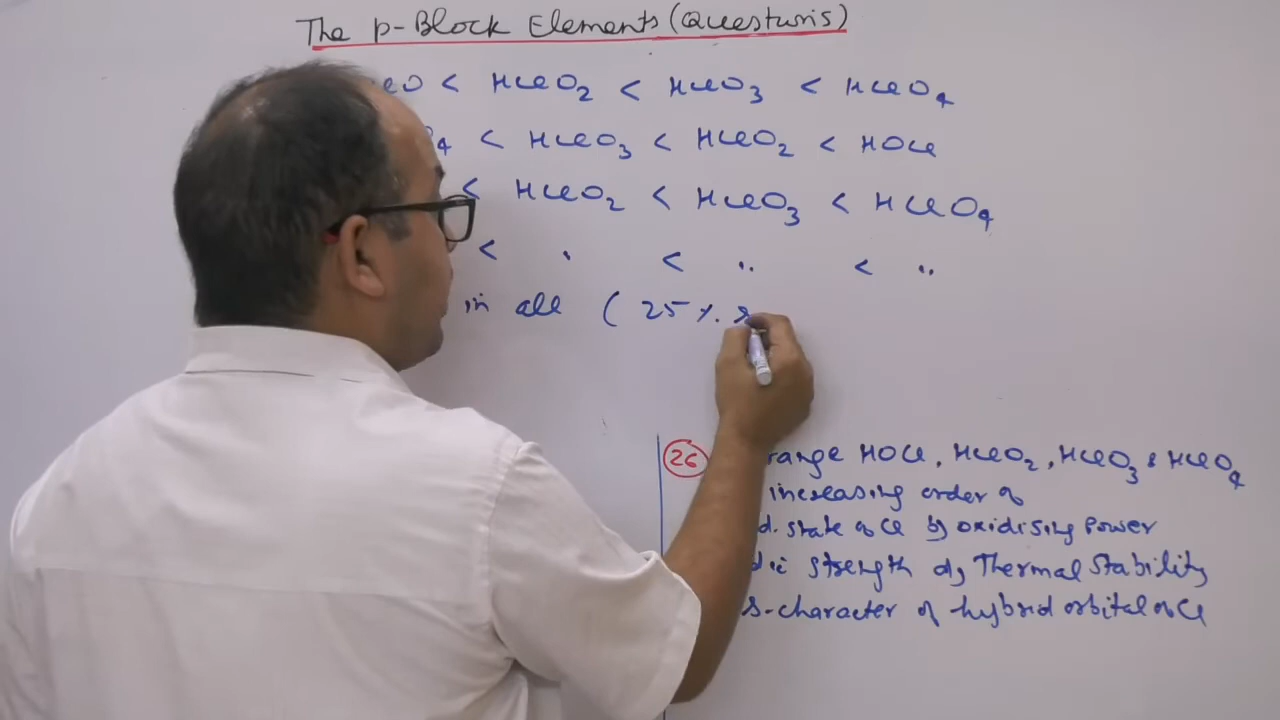 The p-Block Elements (Questions)
< HClO₂ < HClO₃ < HClO₄
₄ < HClO₃ < HClO₂ < HOCl
< HClO₂ < HClO₃ < HClO₄
< . < .. < ..
in all ( 25 %. s
26 range HOCl, HClO₂, HClO₃ & HClO₄
increasing order of
d. state of Cl b) oxidising Power
strength d) Thermal Stability
s-character of hybrid orbital of Cl